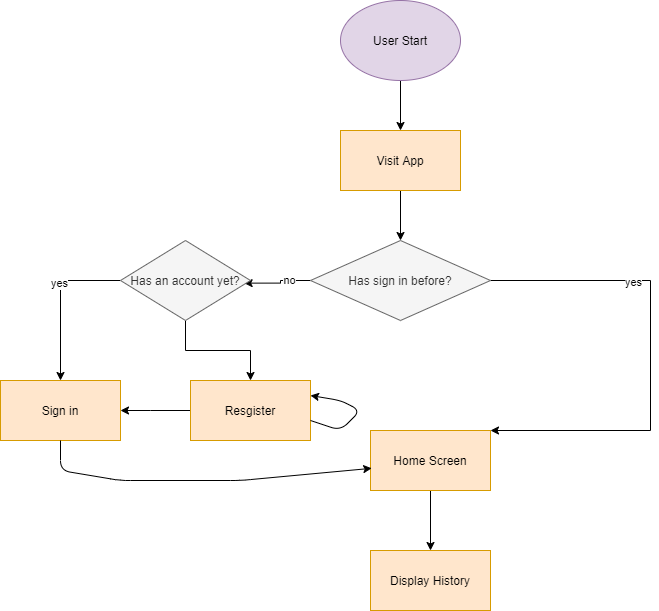 User Start
Visit App
Has an account yet?
no
Has sign in before?
yes
yes
Sign in
Resgister
Home Screen
Display History